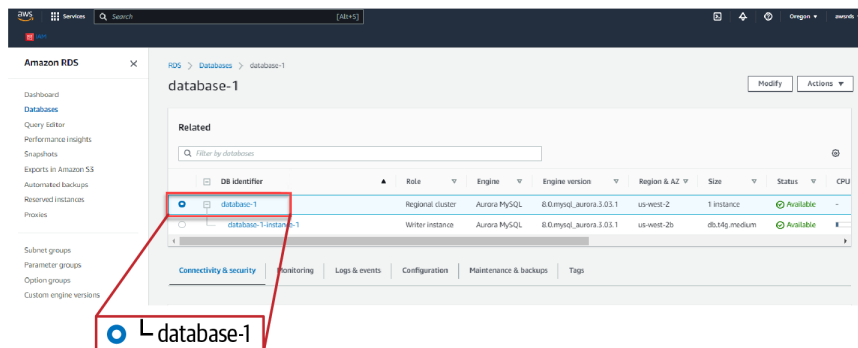 aws Services Search [Alt+S] Oregon awsrds
Amazon RDS
Dashboard
Databases
Query Editor
Performance insights
Snapshots
Exports in Amazon S3
Automated backups
Reserved instances
Proxies
Subnet groups
Parameter groups
Option groups
Custom engine versions
RDS > Databases > database-1
database-1
Modify Actions
Related
Filter by databases
DB identifier Role Engine Engine version Region & AZ Size Status CPU
database-1 Regional cluster Aurora MySQL 8.0.mysql_aurora.3.03.1 us-west-2 1 instance Available -
database-1-instance-1 Writer instance Aurora MySQL 8.0.mysql_aurora.3.03.1 us-west-2b db.t4g.medium Available
Connectivity & security Monitoring Logs & events Configuration Maintenance & backups Tags
database-1